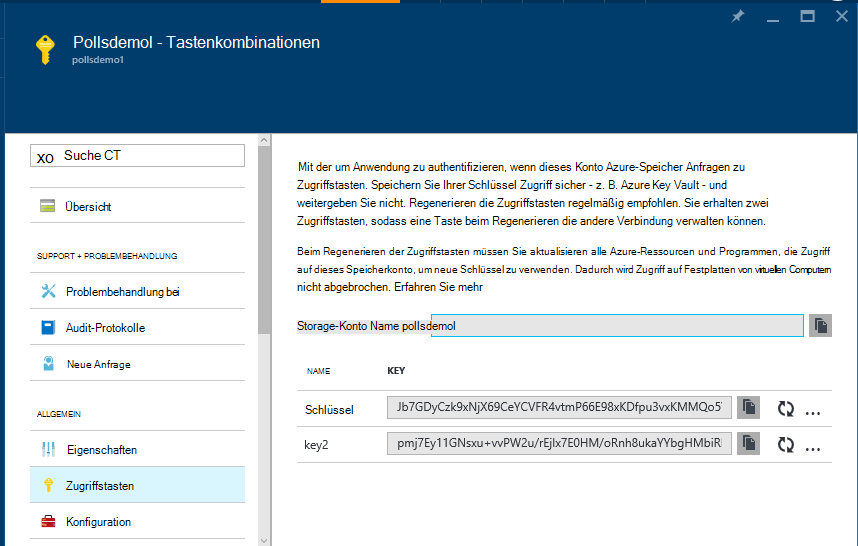 Pollsdemol - Tastenkombinationen
pollsdemo1
xo Suche CT
Übersicht
SUPPORT + PROBLEMBEHANDLUNG
Problembehandlung bei
Audit-Protokolle
Neue Anfrage
ALLGEMEIN
Eigenschaften
Zugriffstasten
Konfiguration
Mit der um Anwendung zu authentifizieren, wenn dieses Konto Azure-Speicher Anfragen zu
Zugriffstasten. Speichern Sie Ihrer Schlüssel Zugriff sicher - z. B. Azure Key Vault - und
weitergeben Sie nicht. Regenerieren die Zugriffstasten regelmäßig empfohlen. Sie erhalten zwei
Zugriffstasten, sodass eine Taste beim Regenerieren die andere Verbindung verwalten können.
Beim Regenerieren der Zugriffstasten müssen Sie aktualisieren alle Azure-Ressourcen und Programmen, die Zugriff
auf dieses Speicherkonto, um neue Schlüssel zu verwenden. Dadurch wird Zugriff auf Festplatten von virtuellen Computern
nicht abgebrochen. Erfahren Sie mehr
Storage-Konto Name pollsdemol
NAME KEY
Schlüssel Jb7GDyCzk9xNjX69CeYCVFR4vtmP66E98xKDfpu3vxKMMQo5
key2 pmj7Ey11GNsxu+vvPW2u/rEjIx7E0HM/oRnh8ukaYYbgHMbiR